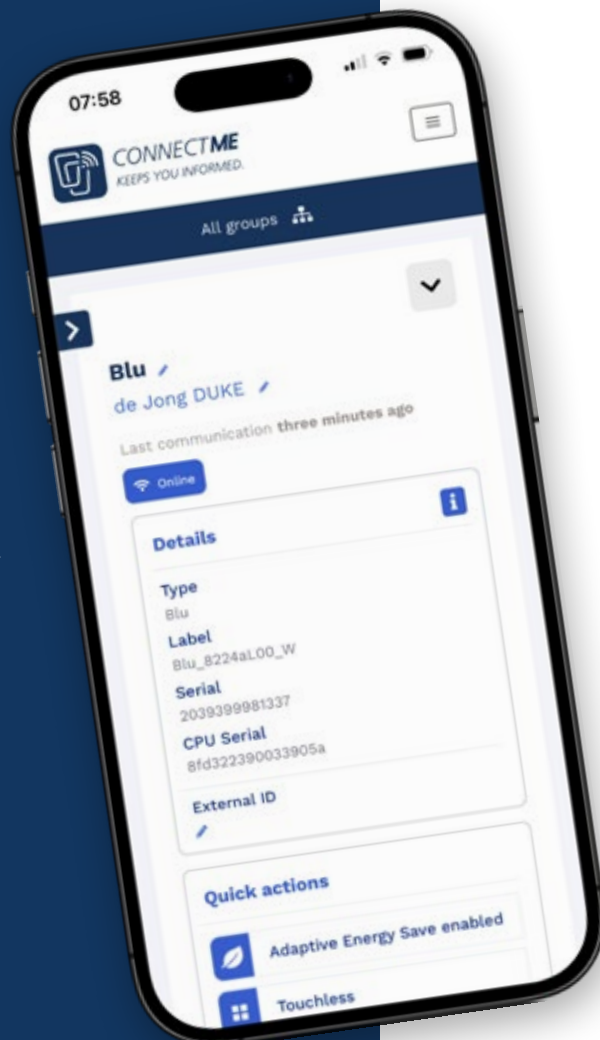 07:58
CONNECTME
KEEPS YOU INFORMED.
All groups
Blu
de Jong DUKE
Last communication three minutes ago
Online
Details
Type
Blu
Label
Blu_8224aL00_W
Serial
2039399981337
CPU Serial
8fd322390033905a
External ID
Quick actions
Adaptive Energy Save enabled
Touchless